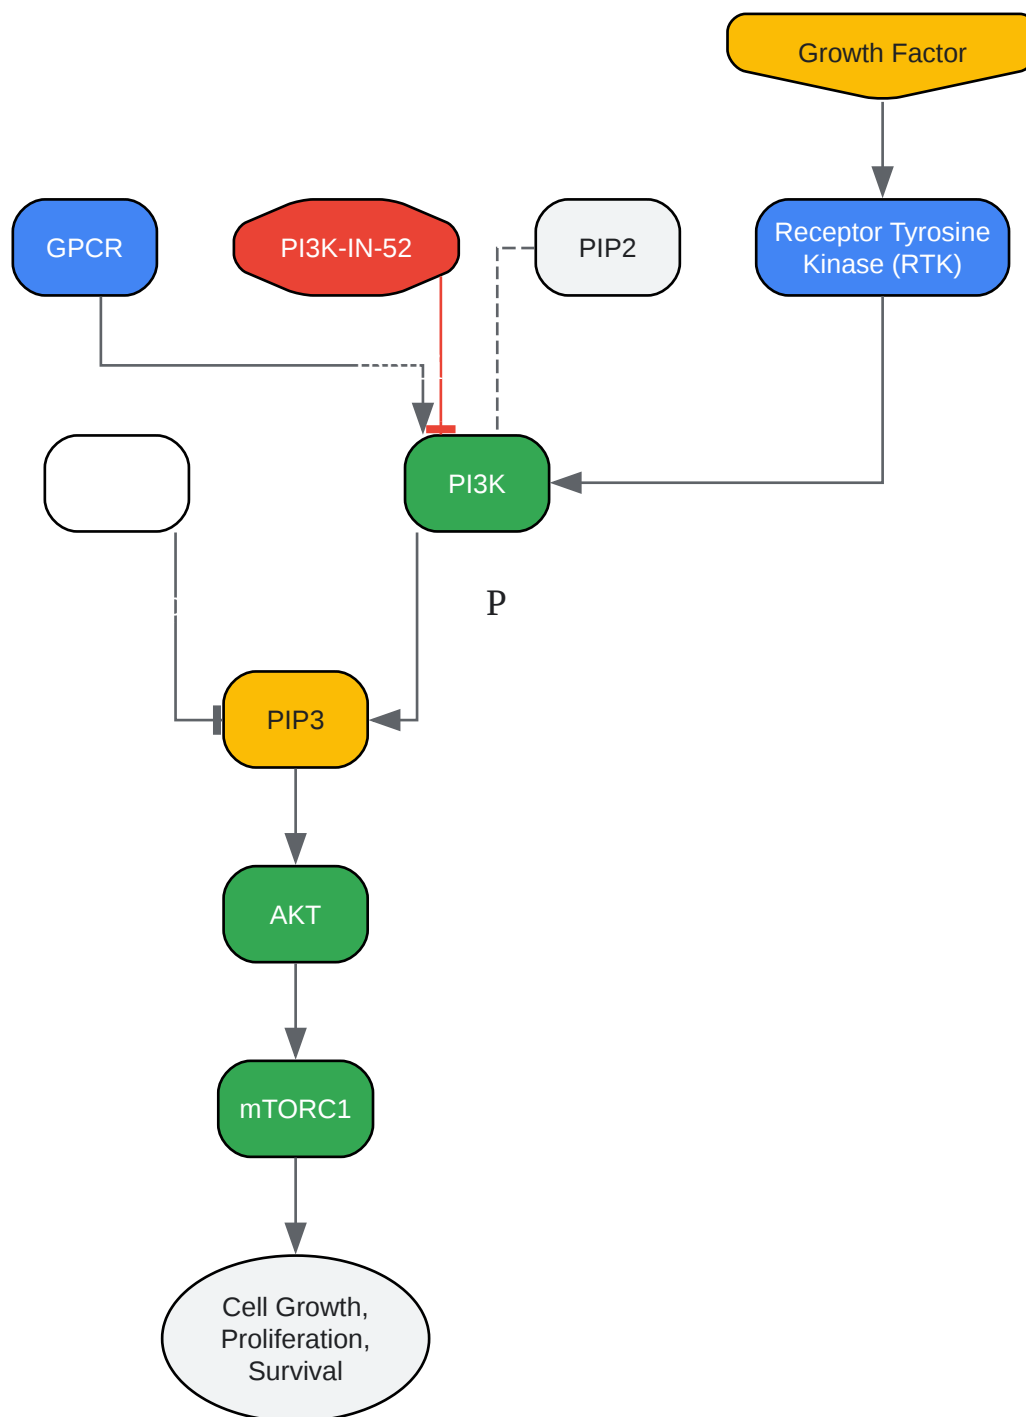 Growth Factor
GPCR
PI3K-IN-52
PIP2
Receptor Tyrosine
Kinase (RTK)
PI3K
P
PIP3
AKT
mTORC1
Cell Growth,
Proliferation,
Survival